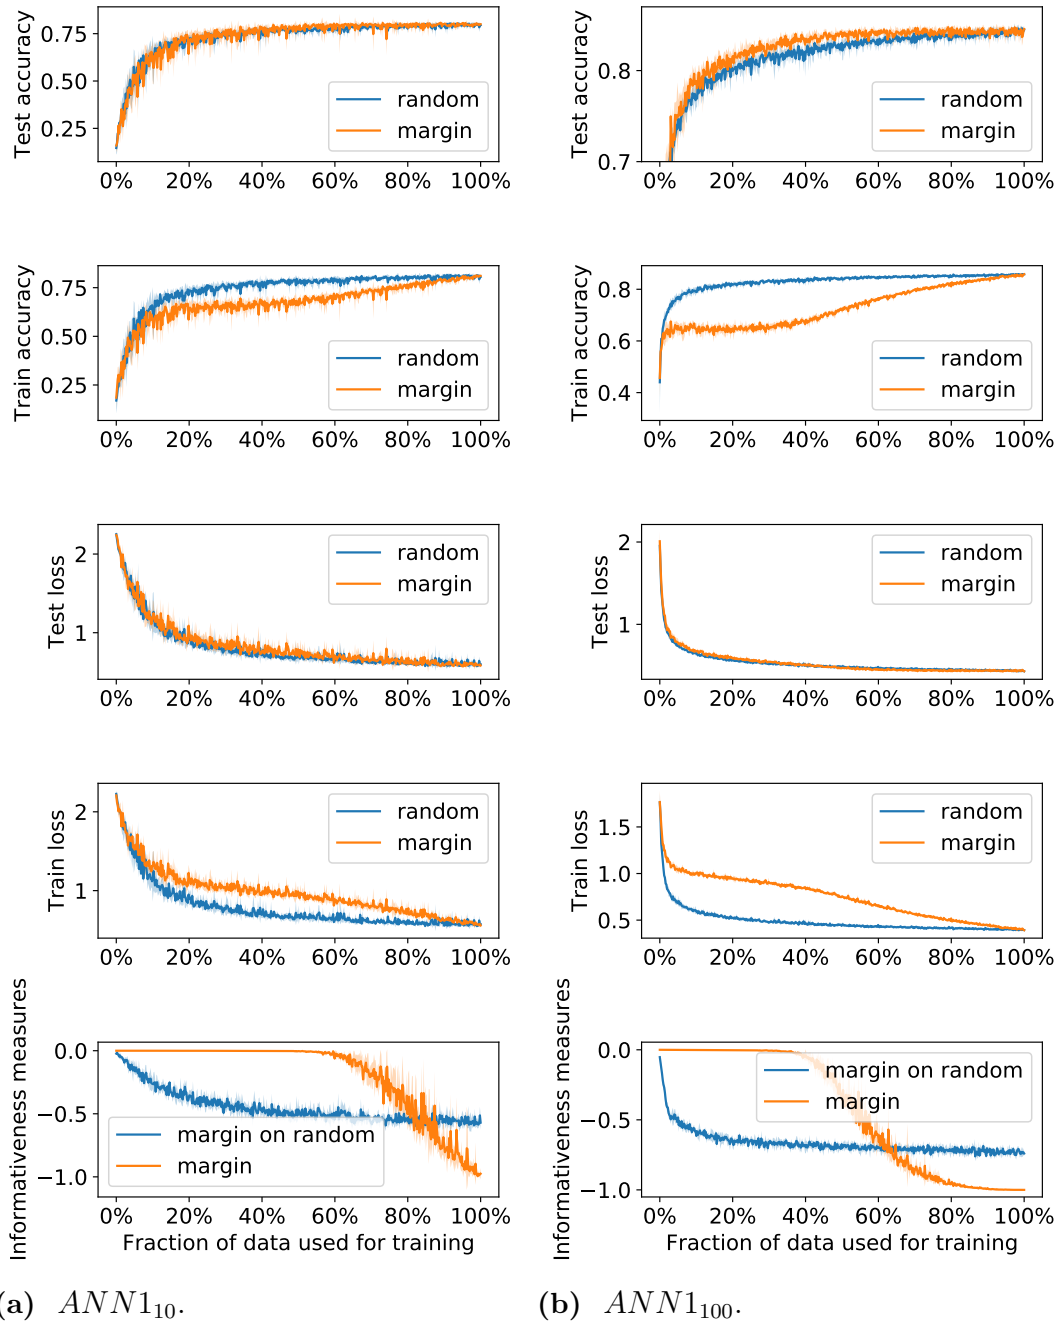 Test accuracy
0.75
0.50
0.25
random
margin
0% 20% 40% 60% 80% 100%
Test accuracy
0.8
0.7
random
margin
0% 20% 40% 60% 80% 100%
Train accuracy
0.75
0.50
0.25
random
margin
0% 20% 40% 60% 80% 100%
Train accuracy
0.8
0.6
0.4
random
margin
0% 20% 40% 60% 80% 100%
Test loss
2
1
random
margin
0% 20% 40% 60% 80% 100%
Test loss
2
1
random
margin
0% 20% 40% 60% 80% 100%
Train loss
2
1
random
margin
0% 20% 40% 60% 80% 100%
Train loss
1.5
1.0
0.5
random
margin
0% 20% 40% 60% 80% 100%
Informativeness measures
0.0
−0.5
−1.0
margin on random
margin
0% 20% 40% 60% 80% 100%
Fraction of data used for training
Informativeness measures
0.0
−0.5
−1.0
margin on random
margin
0% 20% 40% 60% 80% 100%
Fraction of data used for training
(a) ANN1₁₀.
(b) ANN1₁₀₀.